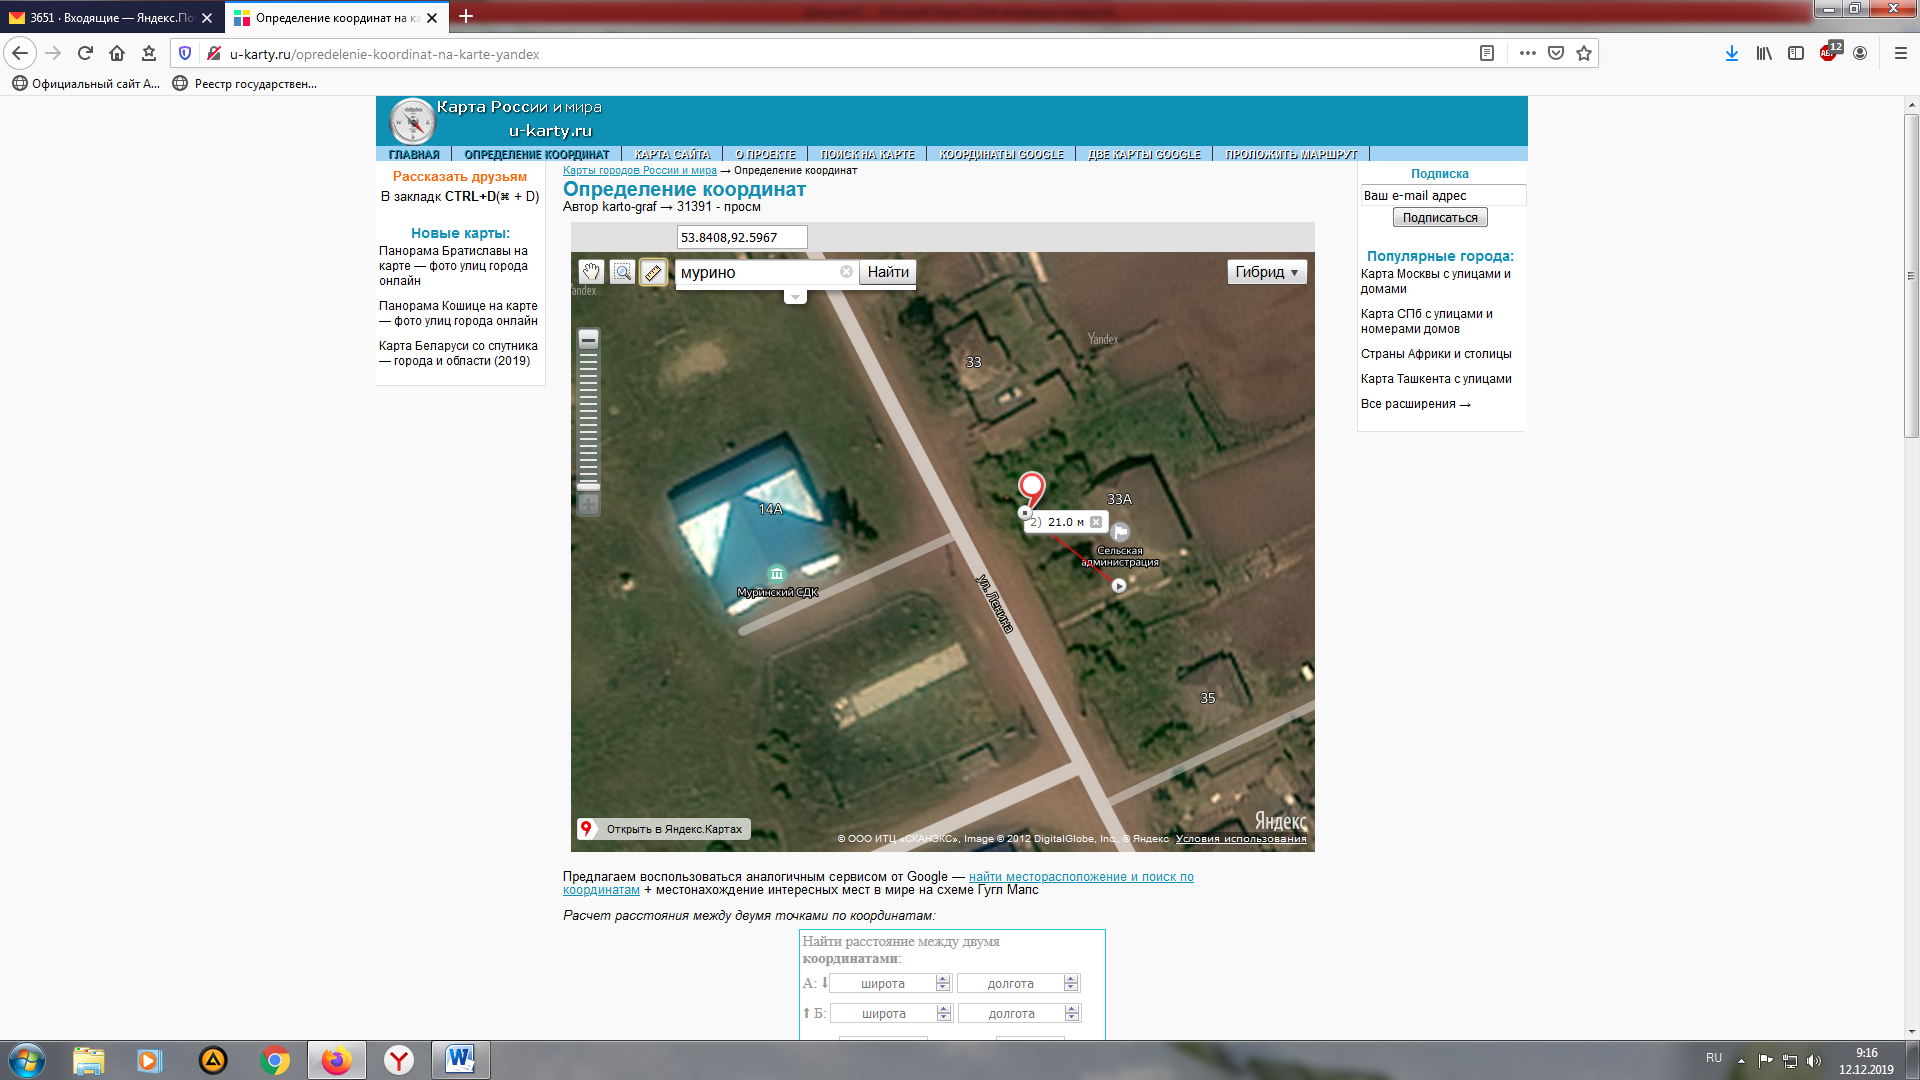 3651 · Входящие — Яндекс.По
Определение координат на ка
u-karty.ru/opredelenie-koordinat-na-karte-yandex
12
Официальный сайт А...
Реестр государствен...
Карта России и мира
u-karty.ru
ГЛАВНАЯ
ОПРЕДЕЛЕНИЕ КООРДИНАТ
КАРТА САЙТА
О ПРОЕКТЕ
ПОИСК НА КАРТЕ
КООРДИНАТЫ GOOGLE
ДВЕ КАРТЫ GOOGLE
ПРОЛОЖИТЬ МАРШРУТ
Рассказать друзьям
В закладк CTRL+D(⌘ + D)
Новые карты:
Панорама Братиславы на
карте — фото улиц города
онлайн
Панорама Кошице на карте
— фото улиц города онлайн
Карта Беларуси со спутника
— города и области (2019)
Карты городов России и мира → Определение координат
Определение координат
Автор karto-graf → 31391 - просм
53.8408,92.5967
мурино
Найти
Гибрид
Yandex
Yandex
33
33А
14А
2) 21.0 м
Сельская
администрация
Муринский СДК
ул. Ленина
35
Открыть в Яндекс.Картах
Яндекс
© ООО ИТЦ «СКАНЭКС», Image © 2012 DigitalGlobe, Inc., © Яндекс Условия использования
Предлагаем воспользоваться аналогичным сервисом от Google — найти месторасположение и поиск по
координатам + местонахождение интересных мест в мире на схеме Гугл Мапс
Расчет расстояния между двумя точками по координатам:
Найти расстояние между двумя
координатами:
А: ⬇ широта долгота
⬆ Б: широта долгота
Подписка
Ваш e-mail адрес
Подписаться
Популярные города:
Карта Москвы с улицами и
домами
Карта СПб с улицами и
номерами домов
Страны Африки и столицы
Карта Ташкента с улицами
Все расширения →
RU
9:16
12.12.2019